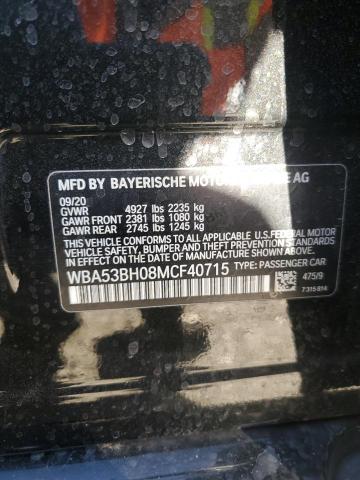 MFD BY BAYERISCHE MOTOREN WERKE AG
09/20
GVWR 4927 lbs 2235 kg
GAWR FRONT 2381 lbs 1080 kg
GAWR REAR 2745 lbs 1245 kg
THIS VEHICLE CONFORMS TO ALL APPLICABLE U.S. FEDERAL MOTOR
VEHICLE SAFETY, BUMPER, AND THEFT PREVENTION STANDARDS
IN EFFECT ON THE DATE OF MANUFACTURE SHOWN ABOVE.
WBA53BH08MCF40715 TYPE: PASSENGER CAR
475/9
7 315 814